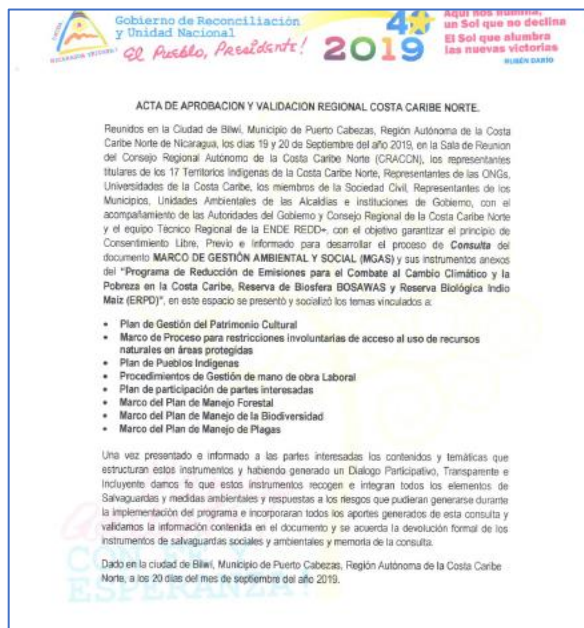 Gobierno de Reconciliación
y Unidad Nacional
El Pueblo, Presidente!
2019
Aquí nos ilumina,
un Sol que no declina
El Sol que alumbra
las nuevas victorias
RUBÉN DARÍO
ACTA DE APROBACION Y VALIDACION REGIONAL COSTA CARIBE NORTE.
Reunidos en la Ciudad de Bilwi, Municipio de Puerto Cabezas, Región Autónoma de la Costa
Caribe Norte de Nicaragua, los días 19 y 20 de Septiembre del año 2019, en la Sala de Reunion
del Consejo Regional Autónomo de la Costa Caribe Norte (CRACCN), los representantes
titulares de los 17 Territorios Indígenas de la Costa Caribe Norte, Representantes de las ONGs,
Universidades de la Costa Caribe, los miembros de la Sociedad Civil, Representantes de los
Municipios, Unidades Ambientales de las Alcaldías e instituciones de Gobierno, con el
acompañamiento de las Autoridades del Gobierno y Consejo Regional de la Costa Caribe Norte
y el equipo Técnico Regional de la ENDE REDD+, con el objetivo garantizar el principio de
Consentimiento Libre, Previo e Informado para desarrollar el proceso de Consulta del
documento MARCO DE GESTIÓN AMBIENTAL Y SOCIAL (MGAS) y sus instrumentos anexos
del "Programa de Reducción de Emisiones para el Combate al Cambio Climático y la
Pobreza en la Costa Caribe, Reserva de Biosfera BOSAWAS y Reserva Biológica Indio
Maíz (ERPD)", en este espacio se presentó y socializó los temas vinculados a:
• Plan de Gestión del Patrimonio Cultural
• Marco de Proceso para restricciones involuntarias de acceso al uso de recursos
naturales en áreas protegidas
• Plan de Pueblos Indígenas
• Procedimientos de Gestión de mano de obra Laboral
• Plan de participación de partes interesadas
• Marco del Plan de Manejo Forestal
• Marco del Plan de Manejo de la Biodiversidad
• Marco del Plan de Manejo de Plagas
Una vez presentado e informado a las partes interesadas los contenidos y temáticas que
estructuran estos instrumentos y habiendo generado un Dialogo Participativo, Transparente e
Incluyente damos fe que estos instrumentos recogen e integran todos los elementos de
Salvaguardas y medidas ambientales y respuestas a los riesgos que pudieran generarse durante
la implementación del programa e incorporaran todos los aportes generados de esta consulta y
validamos la información contenida en el documento y se acuerda la devolución formal de los
instrumentos de salvaguardas sociales y ambientales y memoria de la consulta.
Dado en la ciudad de Bilwi, Municipio de Puerto Cabezas, Región Autónoma de la Costa Caribe
Norte, a los 20 días del mes de septiembre del año 2019.
ESPERANZA!